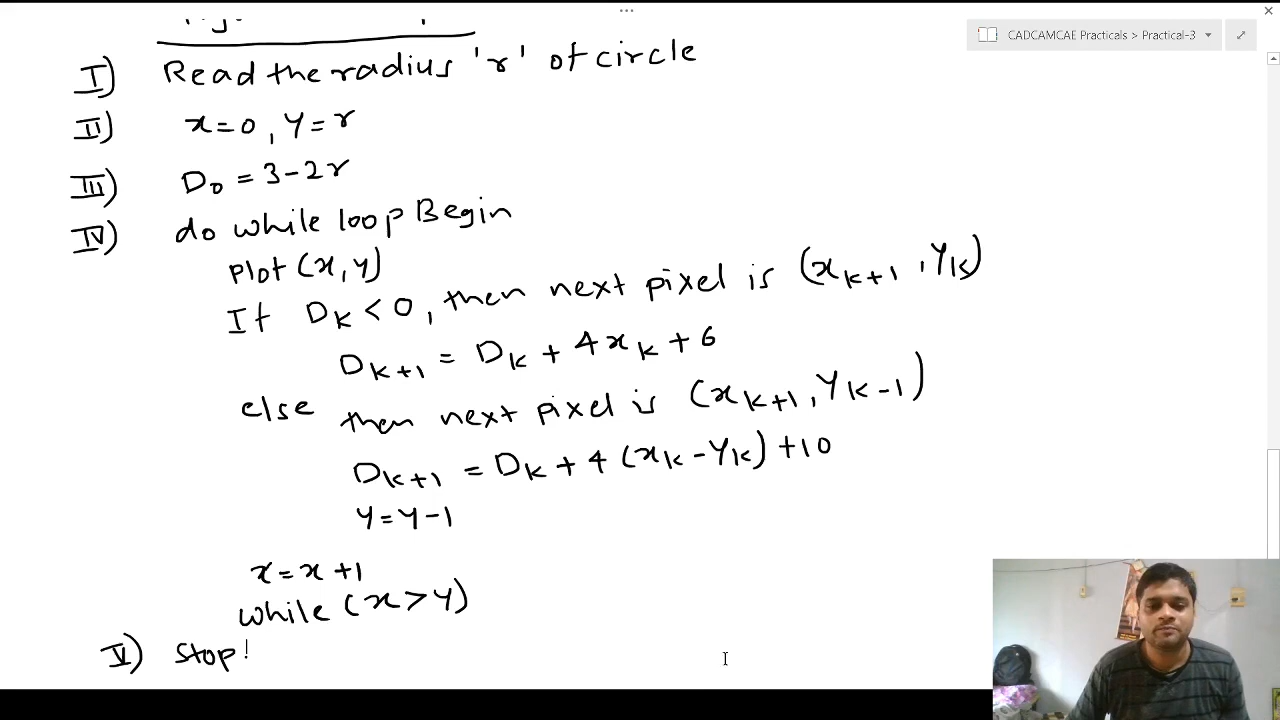 CADCAMCAE Practicals > Practical-3
I) Read the radius 'r' of circle
II) x=0, y=r
III) D₀ = 3-2r
IV) do while loop Begin
plot (x, y)
If Dₖ < 0, then next pixel is (xₖ₊₁, yₖ)
Dₖ₊₁ = Dₖ + 4xₖ + 6
else then next pixel is (xₖ₊₁, yₖ₋₁)
Dₖ₊₁ = Dₖ + 4 (xₖ - yₖ) + 10
y = y-1
x = x+1
while (x > y)
V) Stop!